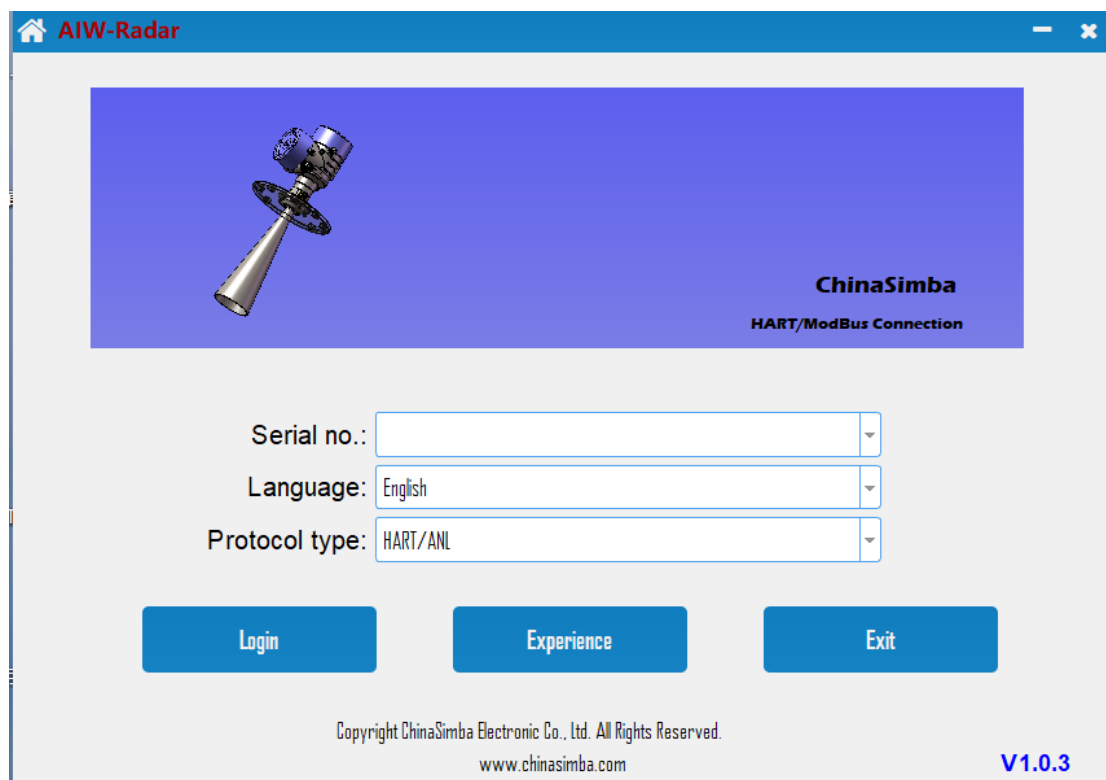 AIW-Radar
ChinaSimba
HART/ModBus Connection
Serial no.:
Language: English
Protocol type: HART/ANL
Login Experience Exit
Copyright ChinaSimba Electronic Co., Ltd. All Rights Reserved.
www.chinasimba.com
V1.0.3